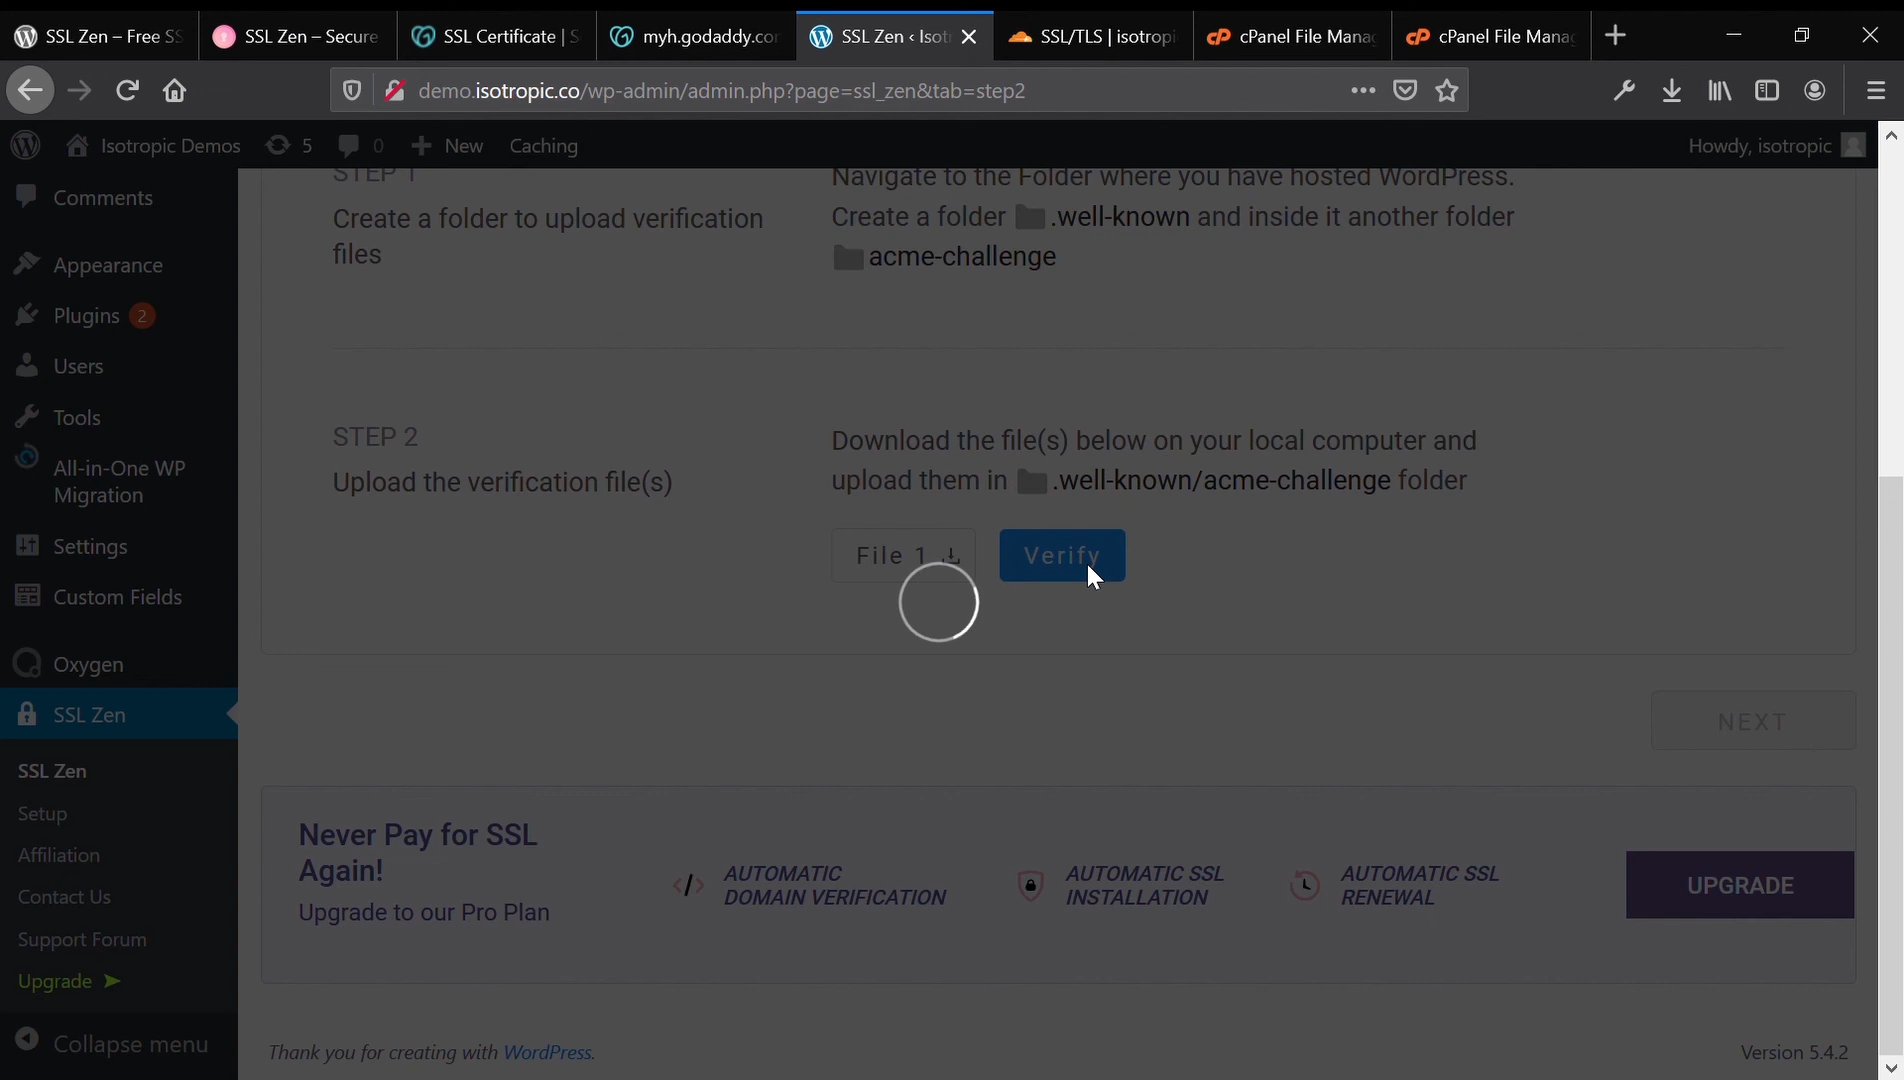 SSL Zen – Free SS
SSL Zen – Secure
SSL Certificate | S
myh.godaddy.cor
SSL Zen ‹ Isotr
SSL/TLS | isotropi
cPanel File Manag
cPanel File Manag
demo.isotropic.co/wp-admin/admin.php?page=ssl_zen&tab=step2
Isotropic Demos
5
0
New
Caching
Howdy, isotropic
Comments
Appearance
Plugins 2
Users
Tools
All-in-One WP
Migration
Settings
Custom Fields
Oxygen
SSL Zen
SSL Zen
Setup
Affiliation
Contact Us
Support Forum
Upgrade ➤
Collapse menu
STEP 1
Create a folder to upload verification
files
Navigate to the Folder where you have hosted WordPress.
Create a folder .well-known and inside it another folder
acme-challenge
STEP 2
Upload the verification file(s)
Download the file(s) below on your local computer and
upload them in .well-known/acme-challenge folder
File 1
Verify
NEXT
Never Pay for SSL
Again!
Upgrade to our Pro Plan
AUTOMATIC
DOMAIN VERIFICATION
AUTOMATIC SSL
INSTALLATION
AUTOMATIC SSL
RENEWAL
UPGRADE
Thank you for creating with WordPress.
Version 5.4.2